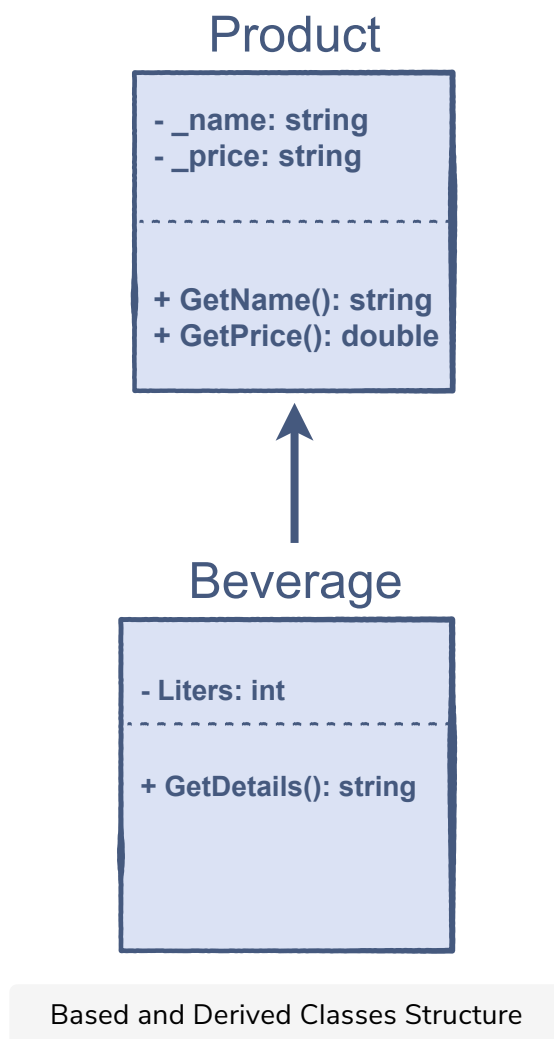 Product
- _name: string
- _price: string
+ GetName(): string
+ GetPrice(): double
Beverage
- Liters: int
+ GetDetails(): string
Based and Derived Classes Structure